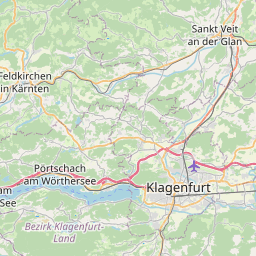 Sankt Veit
an der Glan
Feldkirchen
in Kärnten
Pörtschach
am Wörthersee
am
See
Klagenfurt
Bezirk Klagenfurt-
Land